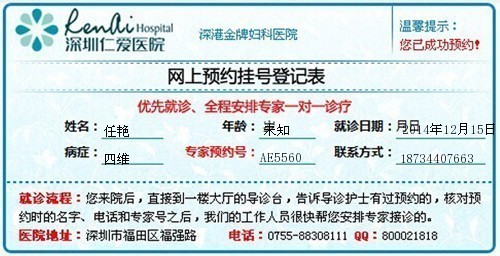 RenAi Hospital
深圳仁爱医院
深港金牌妇科医院
温馨提示：
您已成功预约！
网上预约挂号登记表
优先就诊、全程安排专家一对一诊疗
姓名： 任艳 年龄： 未知 就诊日期： 2014年12月15日
病症： 四维 专家预约号： AE5560 联系方式： 18734407663
就诊流程：您来院后，直接到一楼大厅的导诊台，告诉导诊护士有过预约的，核对预
约时的名字、电话和专家号之后，我们的工作人员很快帮您安排专家接诊的。
医院地址：深圳市福田区福强路 电话：0755-88308111 QQ：800021818